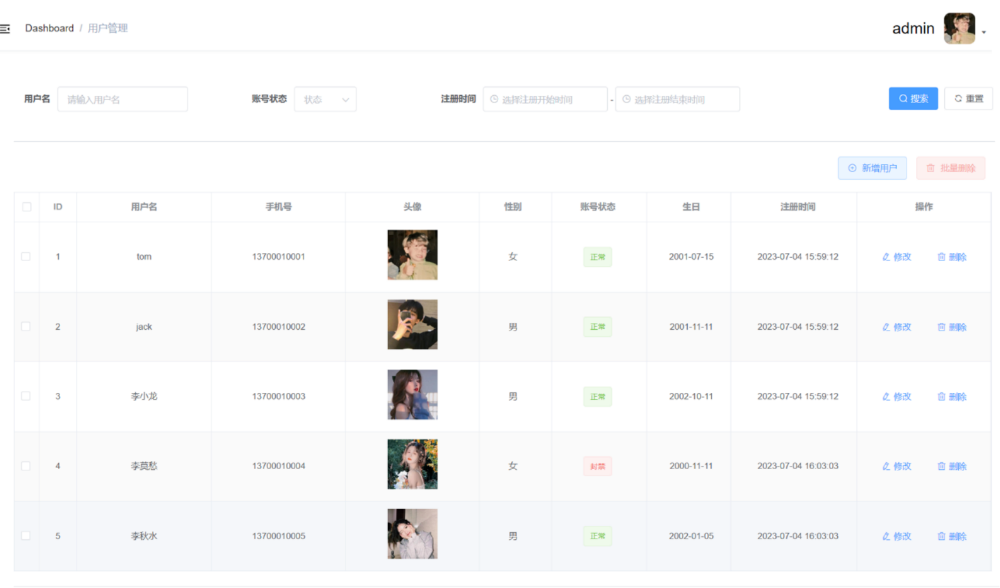 Dashboard / 用户管理
admin
用户名 请输入用户名 账号状态 状态 注册时间 选择注册开始时间 - 选择注册结束时间 搜索 重置
新增用户 批量删除
ID 用户名 手机号 头像 性别 账号状态 生日 注册时间 操作
1 tom 13700010001 女 正常 2001-07-15 2023-07-04 15:59:12 修改 删除
2 jack 13700010002 男 正常 2001-11-11 2023-07-04 15:59:12 修改 删除
3 李小龙 13700010003 男 正常 2002-10-11 2023-07-04 15:59:12 修改 删除
4 李莫愁 13700010004 女 封禁 2000-11-11 2023-07-04 16:03:03 修改 删除
5 李秋水 13700010005 男 正常 2002-01-05 2023-07-04 16:03:03 修改 删除